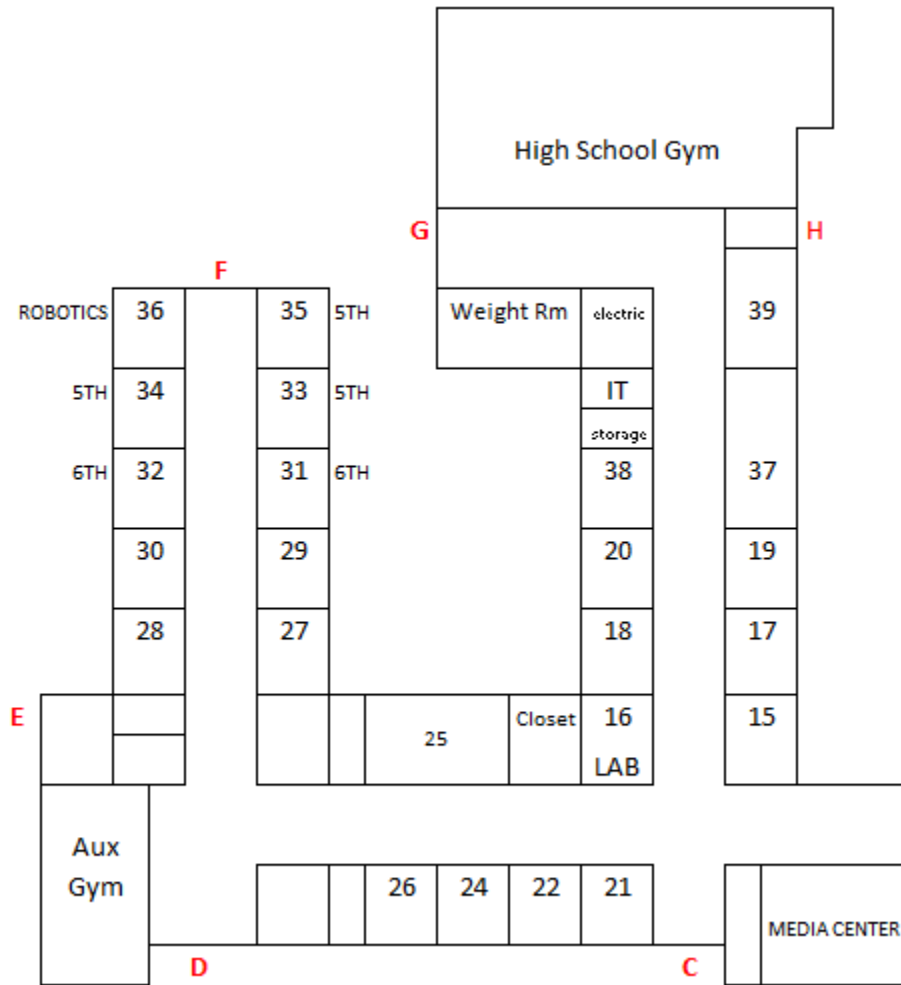 High School Gym
G
H
F
ROBOTICS 36 35 5TH Weight Rm electric 39
5TH 34 33 5TH IT
storage
6TH 32 31 6TH 38 37
30 29 20 19
28 27 18 17
E Closet 16 15
25
LAB
Aux
Gym
26 24 22 21
MEDIA CENTER
D C